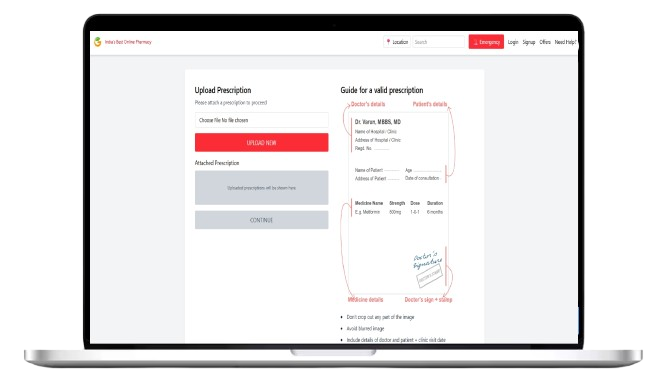 India's Best Online Pharmacy
Location Search Emergency Login Signup Offers Need Help?
Upload Prescription
Please attach a prescription to proceed
Choose File No file chosen
UPLOAD NOW
Attached Prescription
Uploaded prescriptions will be shown here
CONTINUE
Guide for a valid prescription
Doctor's details Patient's details
Dr. Varun, MBBS, MD
Name of Hospital / Clinic
Address of Hospital / Clinic
Regd. No. ..........
Name of Patient .......... Age ..........
Address of Patient .......... Date of consultation ..........
Medicine Name Strength Dose Duration
E.g. Metformin 500mg 1-0-1 6 months
Doctor's
Signature
DOCTOR'S STAMP
Medicine details Doctor's sign + stamp
• Don't crop out any part of the image
• Avoid blurred image
• Include details of doctor and patient + clinic visit date